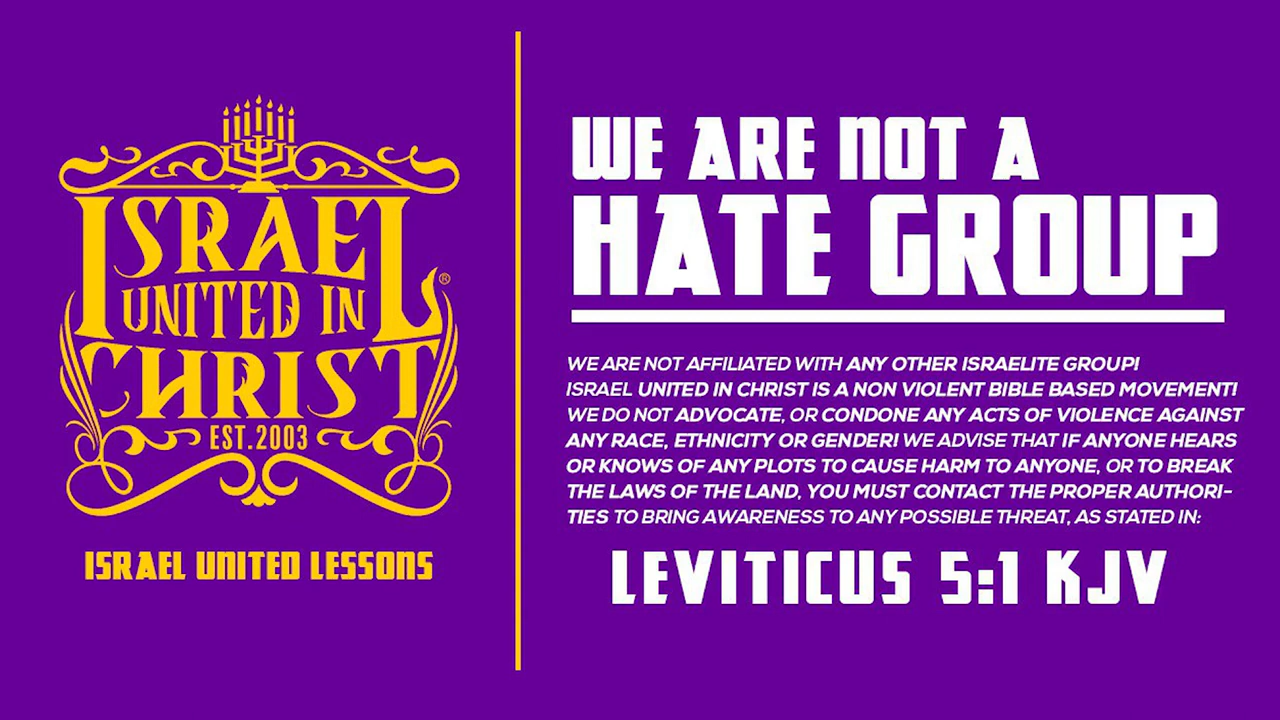 ISRAEL
UNITED IN
CHRIST
®
EST.2003
ISRAEL UNITED LESSONS
WE ARE NOT A
HATE GROUP
WE ARE NOT AFFILIATED WITH ANY OTHER ISRAELITE GROUP!
ISRAEL UNITED IN CHRIST IS A NON VIOLENT BIBLE BASED MOVEMENT!
WE DO NOT ADVOCATE, OR CONDONE ANY ACTS OF VIOLENCE AGAINST
ANY RACE, ETHNICITY OR GENDER! WE ADVISE THAT IF ANYONE HEARS
OR KNOWS OF ANY PLOTS TO CAUSE HARM TO ANYONE, OR TO BREAK
THE LAWS OF THE LAND, YOU MUST CONTACT THE PROPER AUTHORI-
TIES TO BRING AWARENESS TO ANY POSSIBLE THREAT, AS STATED IN:
LEVITICUS 5:1 KJV